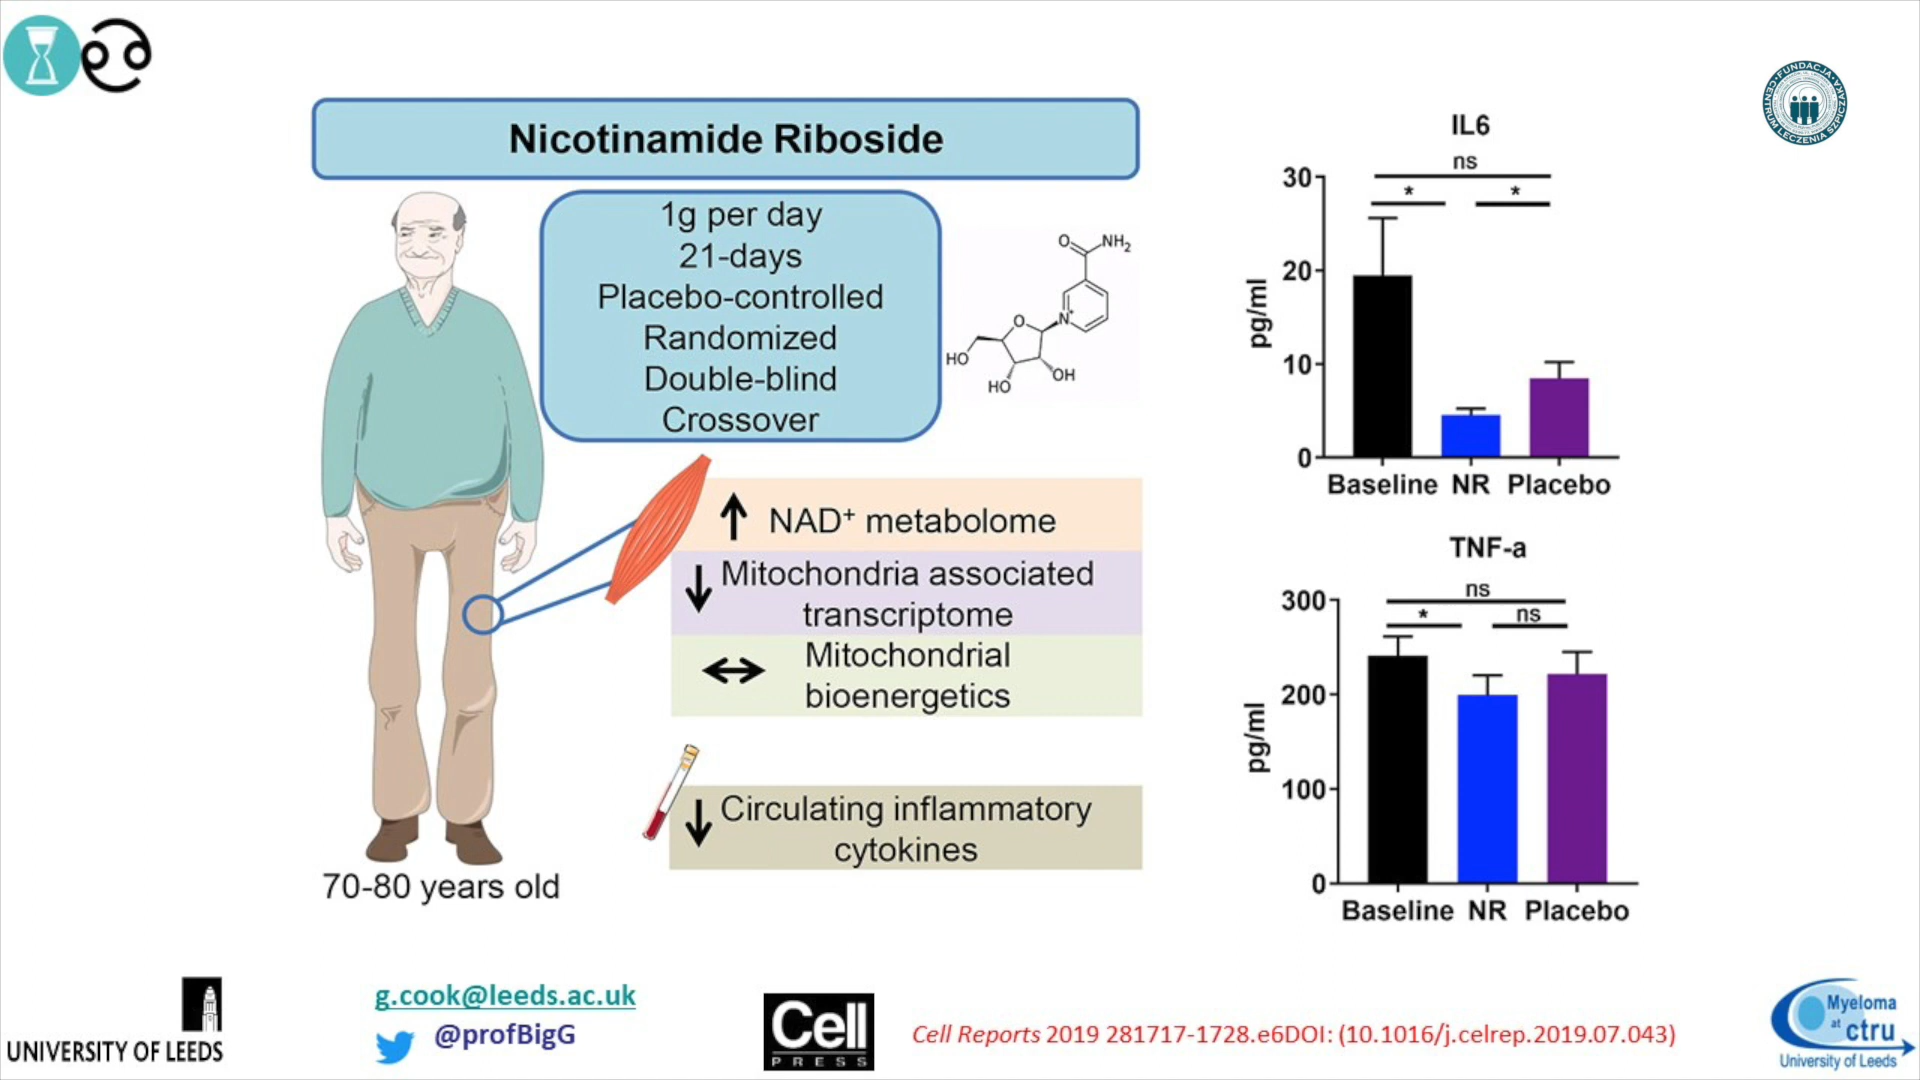 FUNDACJA
CENTRUM LECZENIA SZPICZAKA
Nicotinamide Riboside
1g per day
21-days
Placebo-controlled
Randomized
Double-blind
Crossover
O
NH2
N+
O
HO
HO
OH
↑ NAD+ metabolome
↓ Mitochondria associated
transcriptome
↔ Mitochondrial
bioenergetics
↓ Circulating inflammatory
cytokines
70-80 years old
IL6
ns
* *
30
20
10
0
pg/ml
Baseline NR Placebo
TNF-a
ns
* ns
300
200
100
0
pg/ml
Baseline NR Placebo
UNIVERSITY OF LEEDS
g.cook@leeds.ac.uk
@profBigG
Cell
PRESS
Cell Reports 2019 281717-1728.e6DOI: (10.1016/j.celrep.2019.07.043)
Myeloma
at ctru
University of Leeds